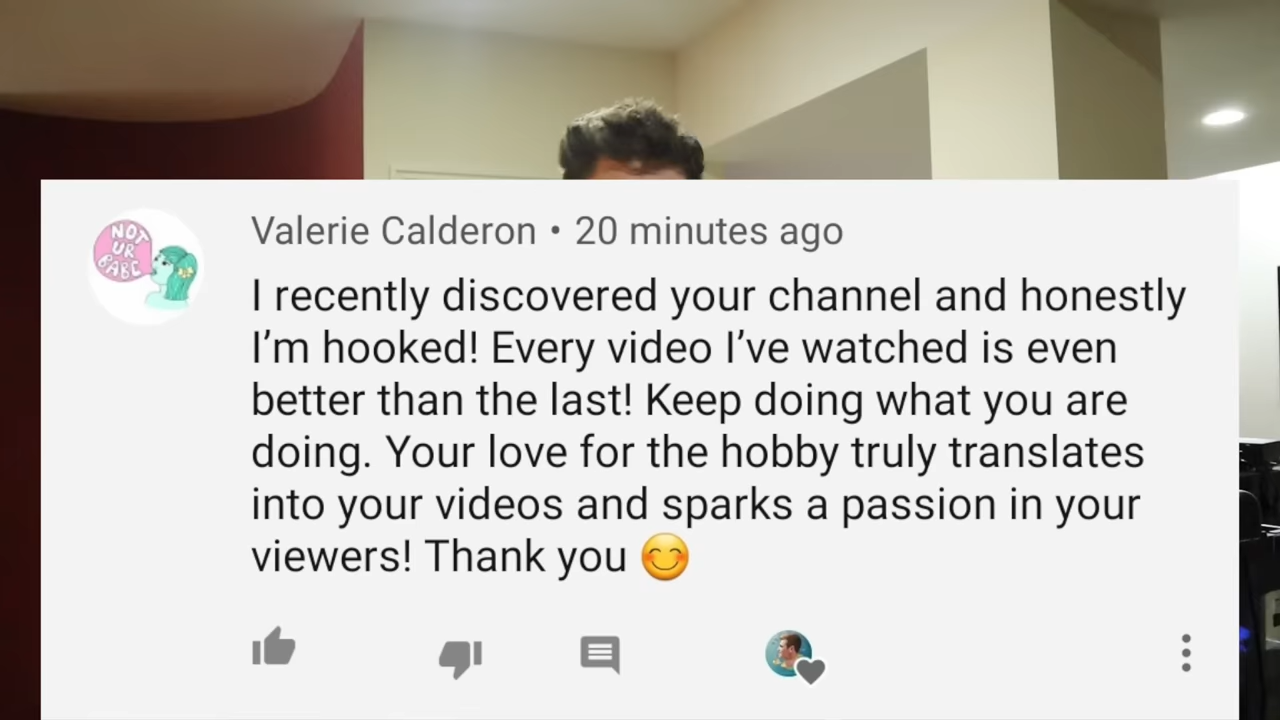 NOT
UR
BABE
Valerie Calderon • 20 minutes ago
I recently discovered your channel and honestly
I’m hooked! Every video I’ve watched is even
better than the last! Keep doing what you are
doing. Your love for the hobby truly translates
into your videos and sparks a passion in your
viewers! Thank you 😊